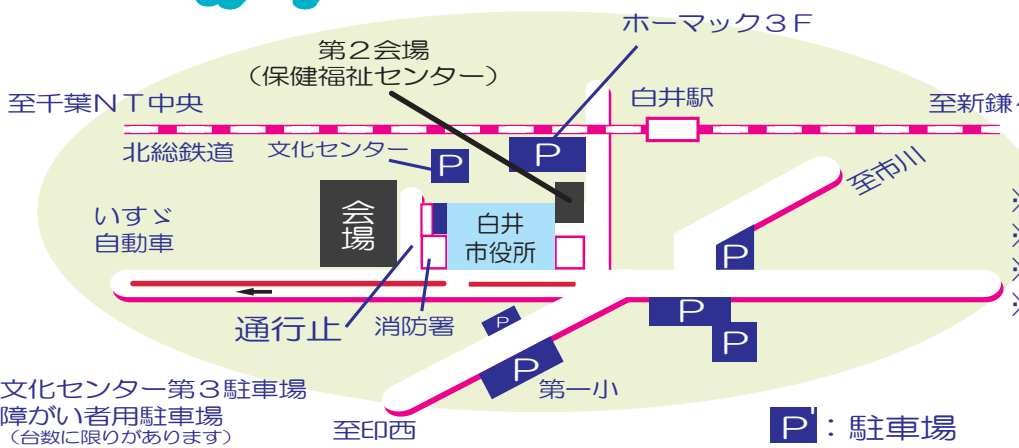 ホーマック３Ｆ
第２会場
（保健福祉センター）
至千葉ＮＴ中央
白井駅
至新鎌
北総鉄道
文化センター
P
P
至市川
いすゞ
自動車
会場
白井
市役所
P
通行止
消防署
P
P
P
P
第一小
文化センター第３駐車場
障がい者用駐車場
（台数に限りがあります）
至印西
P：駐車場
※
※
※
※